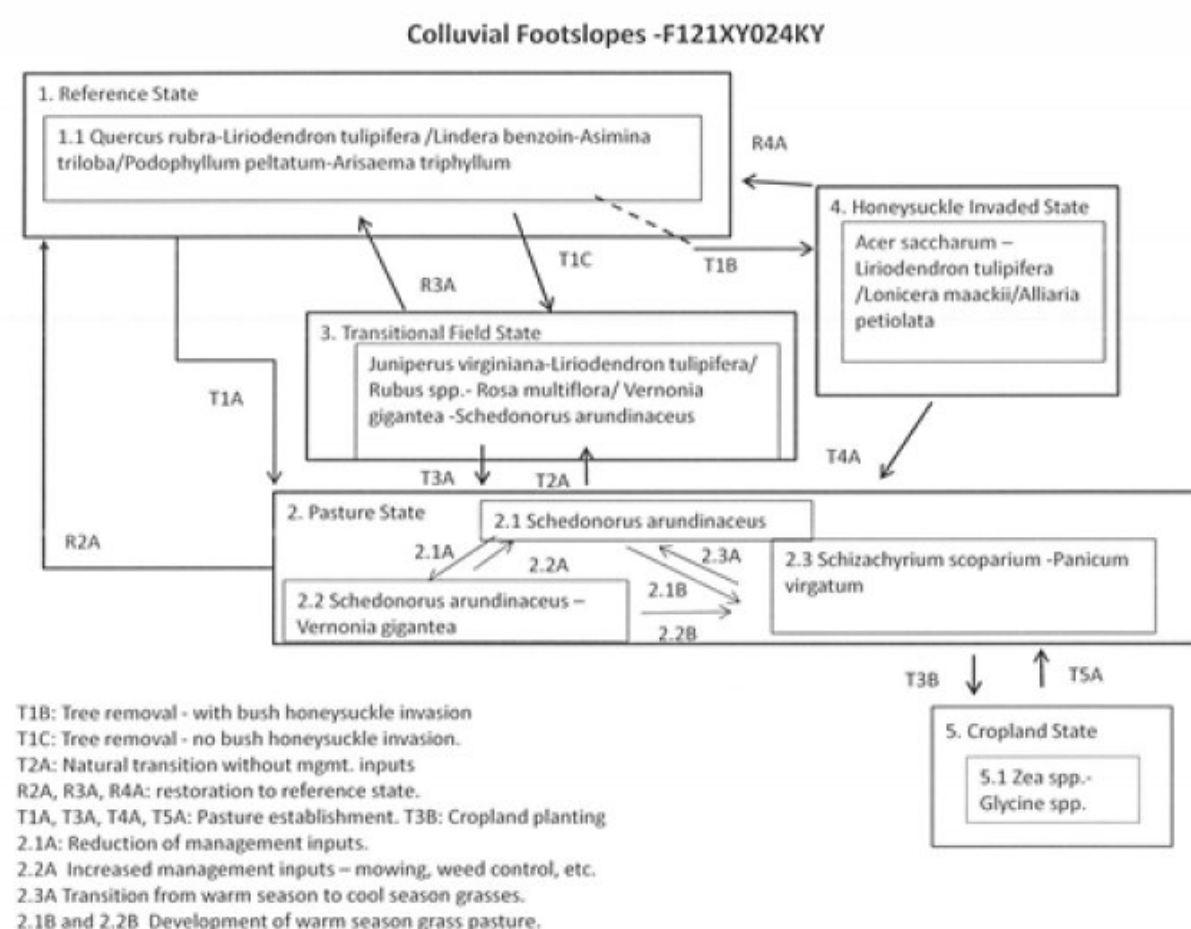 Colluvial Footslopes -F121XY024KY
1. Reference State
1.1 Quercus rubra-Liriodendron tulipifera /Lindera benzoin-Asimina
triloba/Podophyllum peltatum-Arisaema triphyllum
R4A
4. Honeysuckle Invaded State
Acer saccharum –
Liriodendron tulipifera
/Lonicera maackii/Alliaria
petiolata
T1C
T1B
R3A
3. Transitional Field State
Juniperus virginiana-Liriodendron tulipifera/
Rubus spp.- Rosa multiflora/ Vernonia
gigantea -Schedonorus arundinaceus
T1A
T4A
T3A
T2A
R2A
2. Pasture State
2.1 Schedonorus arundinaceus
2.1A
2.2A
2.3A
2.1B
2.2B
2.3 Schizachyrium scoparium -Panicum
virgatum
2.2 Schedonorus arundinaceus –
Vernonia gigantea
T3B
T5A
5. Cropland State
5.1 Zea spp.-
Glycine spp.
T1B: Tree removal - with bush honeysuckle invasion
T1C: Tree removal - no bush honeysuckle invasion.
T2A: Natural transition without mgmt. inputs
R2A, R3A, R4A: restoration to reference state.
T1A, T3A, T4A, T5A: Pasture establishment. T3B: Cropland planting
2.1A: Reduction of management inputs.
2.2A Increased management inputs – mowing, weed control, etc.
2.3A Transition from warm season to cool season grasses.
2.1B and 2.2B Development of warm season grass pasture.